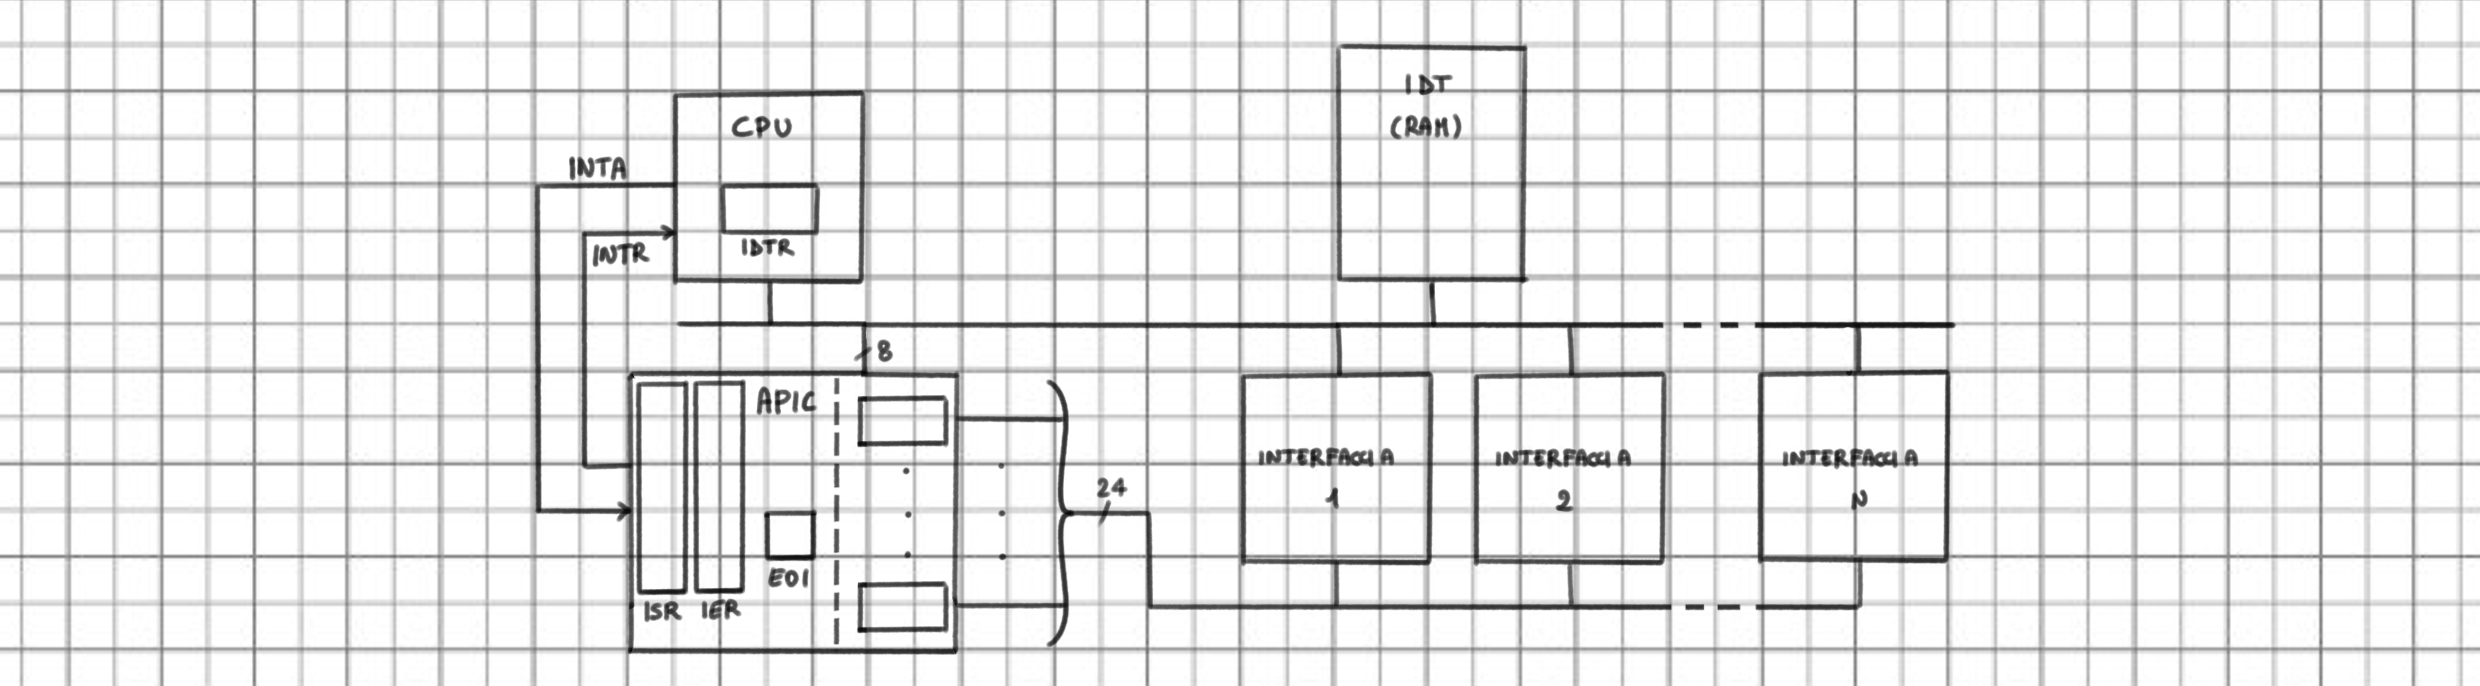 IDT
(RAM)
CPU
INTA
IDTR
INTR
8
APIC
24
INTERFACCIA
1
INTERFACCIA
2
INTERFACCIA
N
EOI
ISR
IER